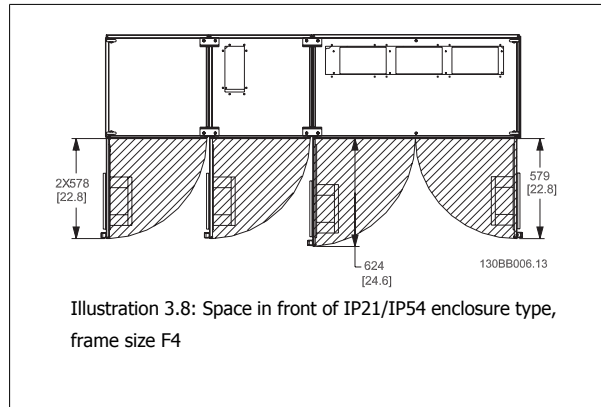 2X578
[22.8]
579
[22.8]
624
[24.6]
130BB006.13
Illustration 3.8: Space in front of IP21/IP54 enclosure type,
frame size F4